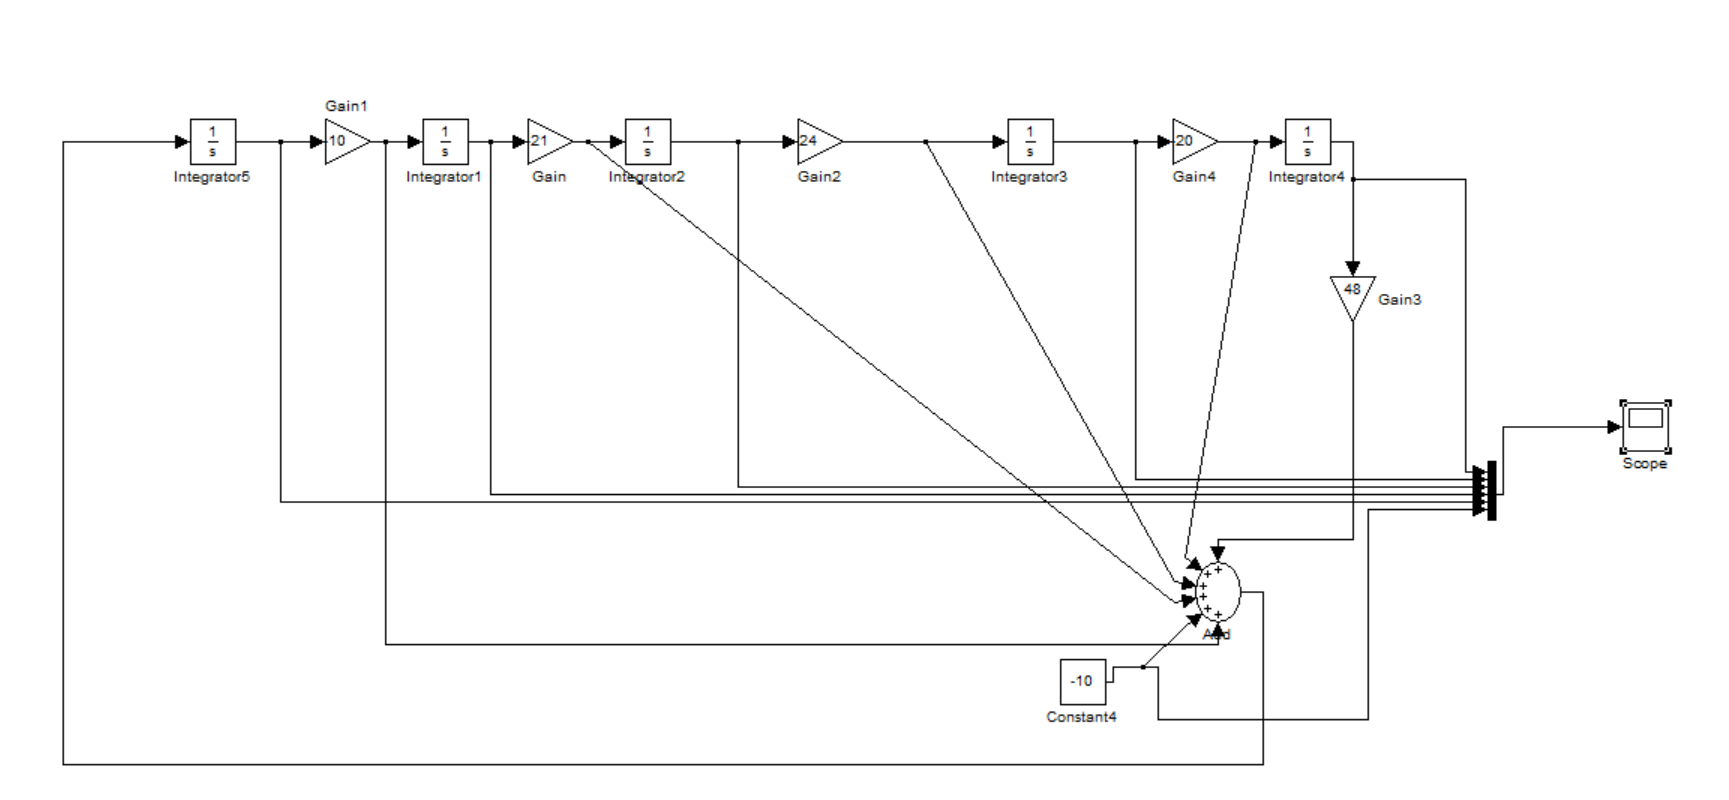 Gain1
1
s
Integrator5
10
1
s
Integrator1
21
Gain
1
s
Integrator2
24
Gain2
1
s
Integrator3
20
Gain4
1
s
Integrator4
48
Gain3
Scope
+
+
+
+
+
+
Add
-10
Constant4